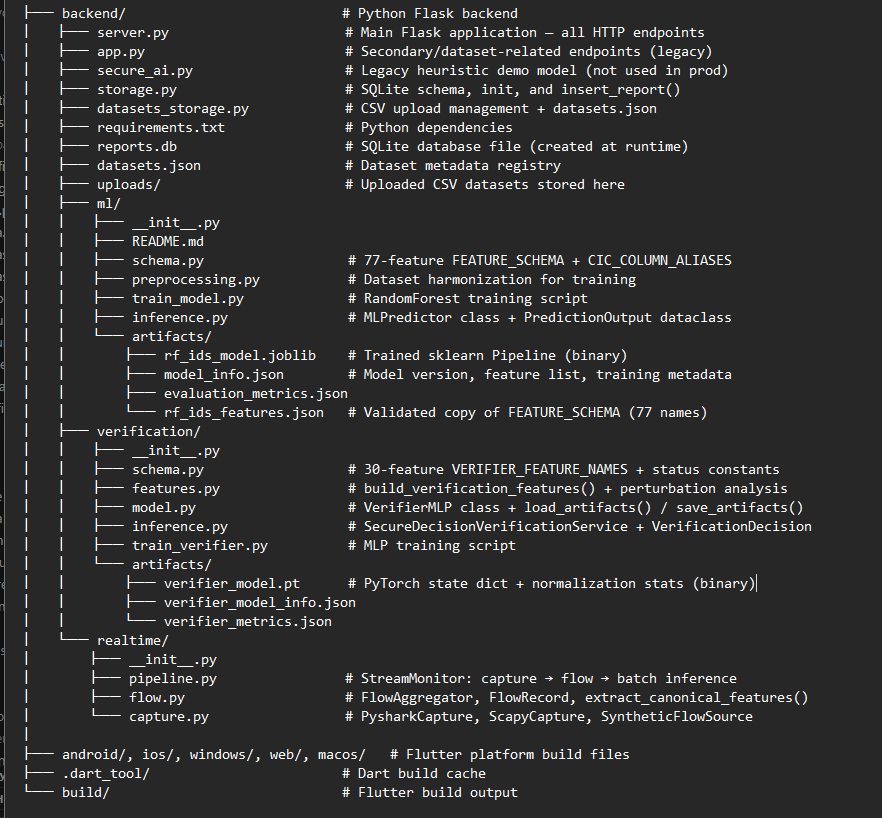 ├── backend/                         # Python Flask backend
│   ├── server.py                    # Main Flask application — all HTTP endpoints
│   ├── app.py                       # Secondary/dataset-related endpoints (legacy)
│   ├── secure_ai.py                 # Legacy heuristic demo model (not used in prod)
│   ├── storage.py                   # SQLite schema, init, and insert_report()
│   ├── datasets_storage.py          # CSV upload management + datasets.json
│   ├── requirements.txt             # Python dependencies
│   ├── reports.db                   # SQLite database file (created at runtime)
│   ├── datasets.json                # Dataset metadata registry
│   ├── uploads/                     # Uploaded CSV datasets stored here
│   ├── ml/
│   │   ├── __init__.py
│   │   ├── README.md
│   │   ├── schema.py                # 77-feature FEATURE_SCHEMA + CIC_COLUMN_ALIASES
│   │   ├── preprocessing.py         # Dataset harmonization for training
│   │   ├── train_model.py           # RandomForest training script
│   │   ├── inference.py             # MLPredictor class + PredictionOutput dataclass
│   │   └── artifacts/
│   │       ├── rf_ids_model.joblib    # Trained sklearn Pipeline (binary)
│   │       ├── model_info.json        # Model version, feature list, training metadata
│   │       ├── evaluation_metrics.json
│   │       └── rf_ids_features.json   # Validated copy of FEATURE_SCHEMA (77 names)
│   ├── verification/
│   │   ├── __init__.py
│   │   ├── schema.py                # 30-feature VERIFIER_FEATURE_NAMES + status constants
│   │   ├── features.py              # build_verification_features() + perturbation analysis
│   │   ├── model.py                 # VerifierMLP class + load_artifacts() / save_artifacts()
│   │   ├── inference.py             # SecureDecisionVerificationService + VerificationDecision
│   │   ├── train_verifier.py        # MLP training script
│   │   └── artifacts/
│   │       ├── verifier_model.pt      # PyTorch state dict + normalization stats (binary)
│   │       ├── verifier_model_info.json
│   │       └── verifier_metrics.json
│   └── realtime/
│       ├── __init__.py
│       ├── pipeline.py              # StreamMonitor: capture → flow → batch inference
│       ├── flow.py                  # FlowAggregator, FlowRecord, extract_canonical_features()
│       └── capture.py               # PysharkCapture, ScapyCapture, SyntheticFlowSource
│
├── android/, ios/, windows/, web/, macos/   # Flutter platform build files
├── .dart_tool/                      # Dart build cache
└── build/                           # Flutter build output